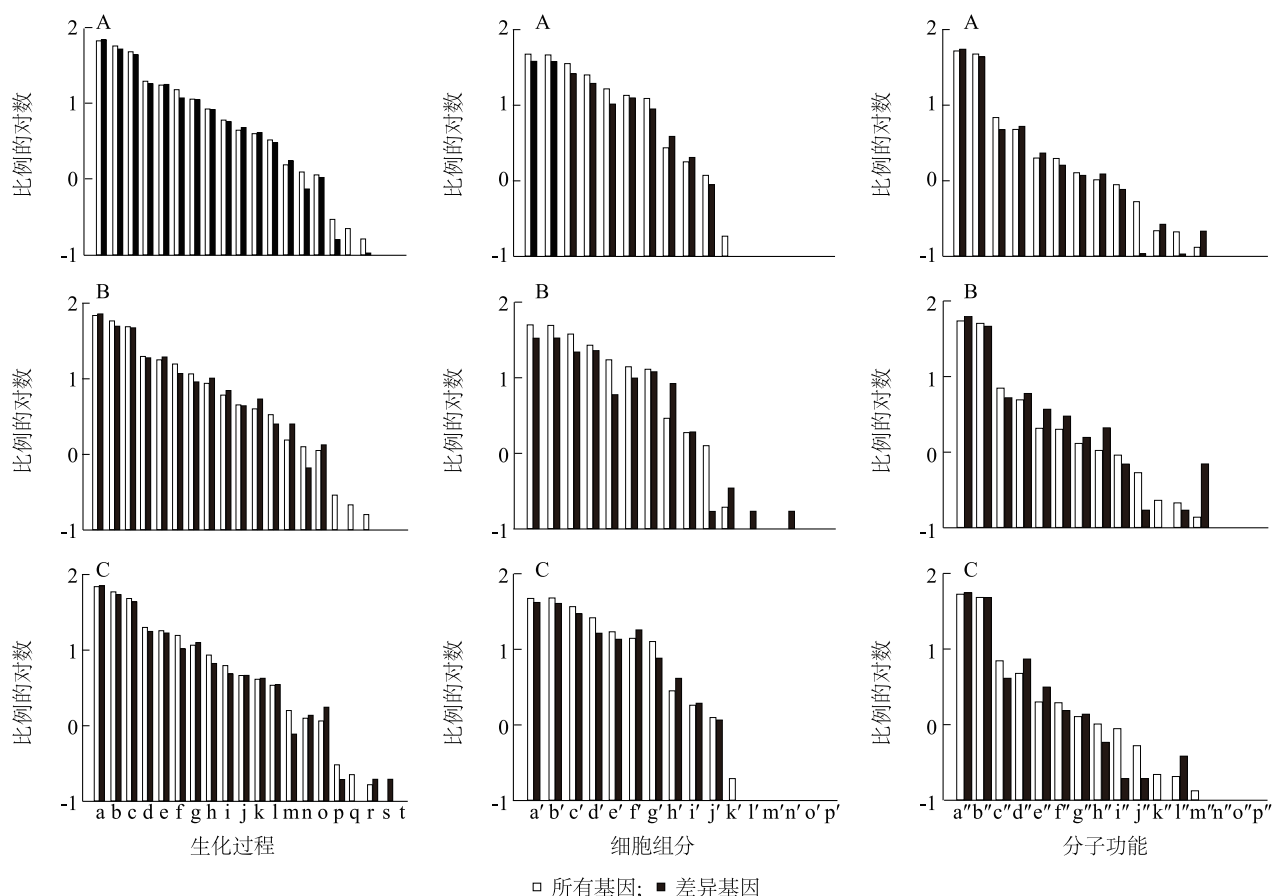 A
2
1
0
-1
比例的对数
A
2
1
0
-1
比例的对数
A
2
1
0
-1
比例的对数
B
2
1
0
-1
比例的对数
B
2
1
0
-1
比例的对数
B
2
1
0
-1
比例的对数
C
2
1
0
-1
比例的对数
a b c d e f g h i j k l m n o p q r s t
生化过程
C
2
1
0
-1
比例的对数
a′ b′ c′ d′ e′ f′ g′ h′ i′ j′ k′ l′ m′ n′ o′ p′
细胞组分
C
2
1
0
-1
比例的对数
a″ b″ c″ d″ e″ f″ g″ h″ i″ j″ k″ l″ m″ n″ o″ p″
分子功能
□ 所有基因; ■ 差异基因